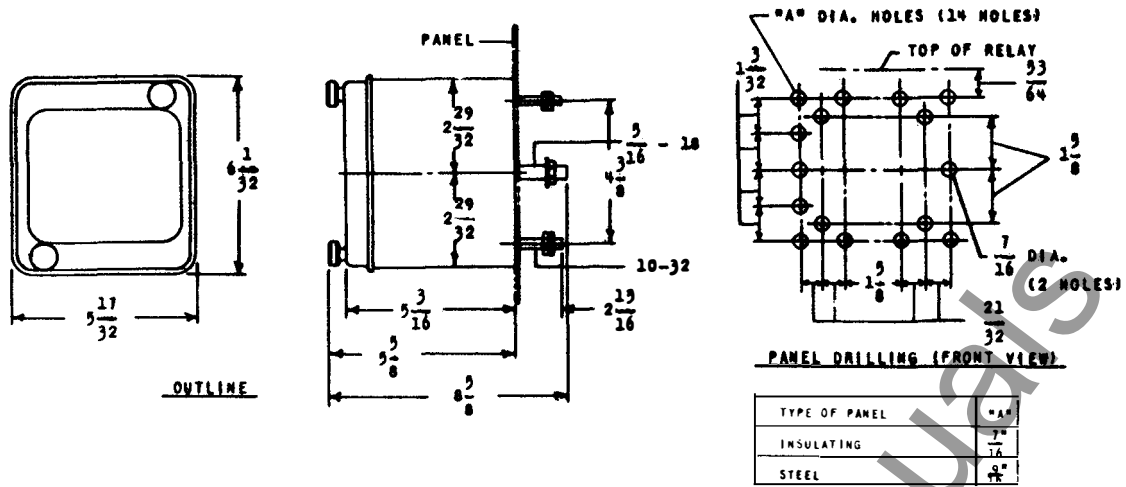 "A" DIA. HOLES (14 HOLES)
PANEL
TOP OF RELAY
1 3/32
53/64
6 1/32
2 29/32
5/16 - 18
4 3/8
1 5/8
2 29/32
7/16 DIA.
(2 HOLES)
10-32
1 5/8
5 17/32
5 3/16
2 15/16
21/32
5 5/8
PANEL DRILLING (FRONT VIEW)
OUTLINE
8 5/8
TYPE OF PANEL "A"
INSULATING 7/16"
STEEL
uals